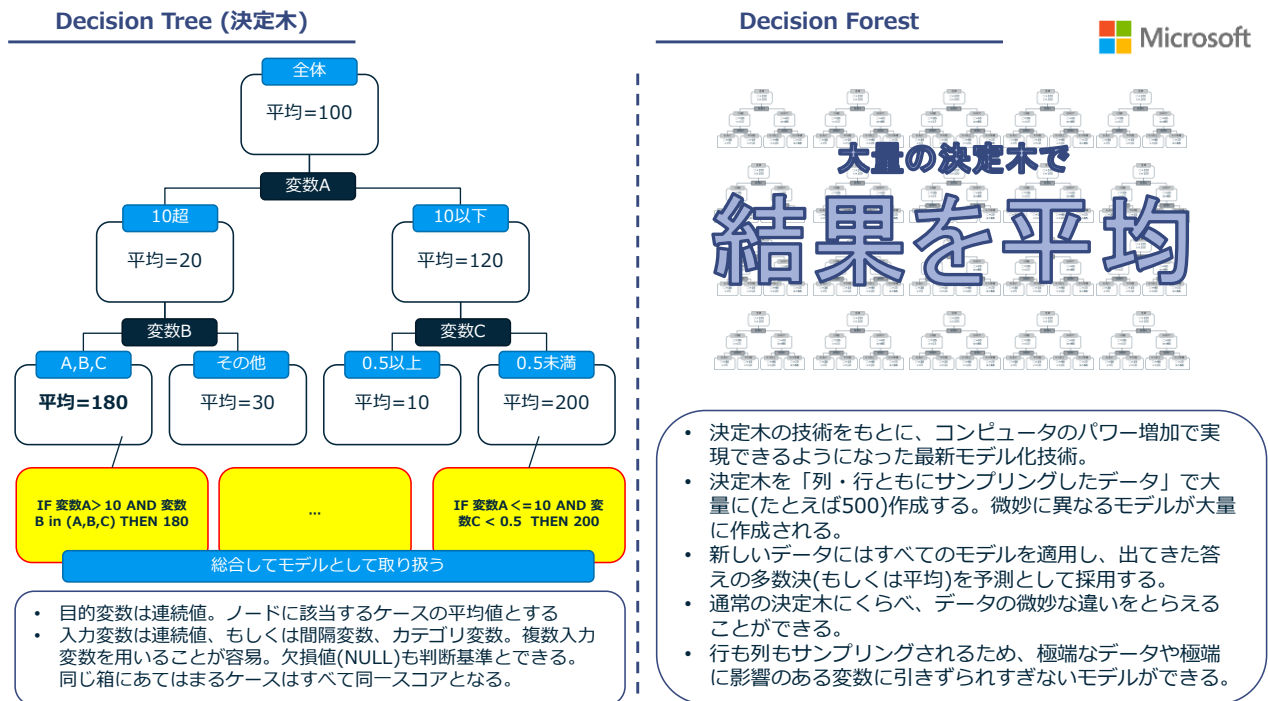 Decision Tree (決定木)
全体
平均=100
変数A
10超
10以下
平均=20
平均=120
変数B
変数C
A,B,C
その他
0.5以上
0.5未満
平均=180
平均=30
平均=10
平均=200
IF 変数A> 10 AND 変数
B in (A,B,C) THEN 180
...
IF 変数A <=10 AND 変
数C < 0.5 THEN 200
総合してモデルとして取り扱う
• 目的変数は連続値。ノードに該当するケースの平均値とする
• 入力変数は連続値、もしくは間隔変数、カテゴリ変数。複数入力
変数を用いることが容易。欠損値(NULL)も判断基準とできる。
同じ箱にあてはまるケースはすべて同一スコアとなる。
Decision Forest
Microsoft
大量の決定木で
結果を平均
• 決定木の技術をもとに、コンピュータのパワー増加で実
現できるようになった最新モデル化技術。
• 決定木を「列・行ともにサンプリングしたデータ」で大
量に(たとえば500)作成する。微妙に異なるモデルが大量
に作成される。
• 新しいデータにはすべてのモデルを適用し、出てきた答
えの多数決(もしくは平均)を予測として採用する。
• 通常の決定木にくらべ、データの微妙な違いをとらえる
ことができる。
• 行も列もサンプリングされるため、極端なデータや極端
に影響のある変数に引きずられすぎないモデルができる。